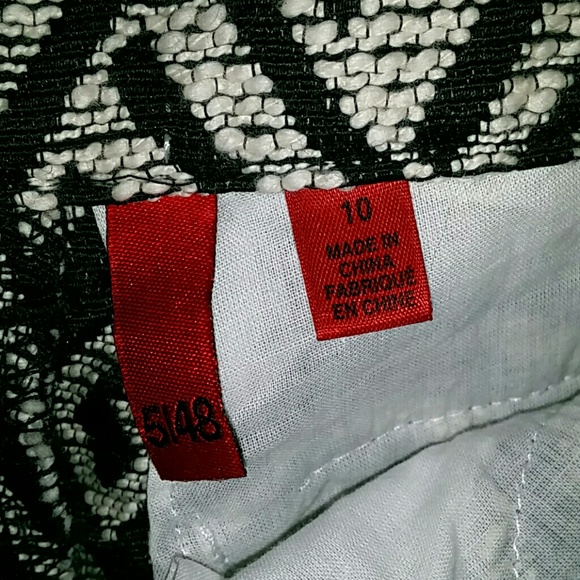 5148
10
MADE IN
CHINA
FABRIQUÉ
EN CHINE